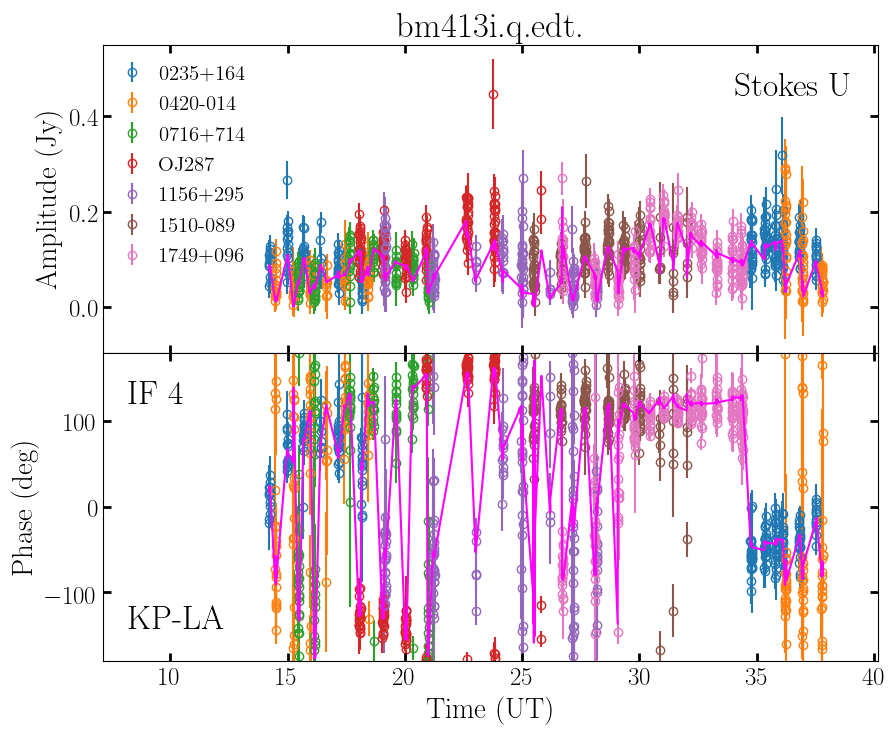 bm413i.q.edt.
Stokes U
0235+164
0420-014
0716+714
OJ287
1156+295
1510-089
1749+096
Amplitude (Jy)
0.4
0.2
0.0
IF 4
KP-LA
Phase (deg)
100
0
−100
10 15 20 25 30 35 40
Time (UT)